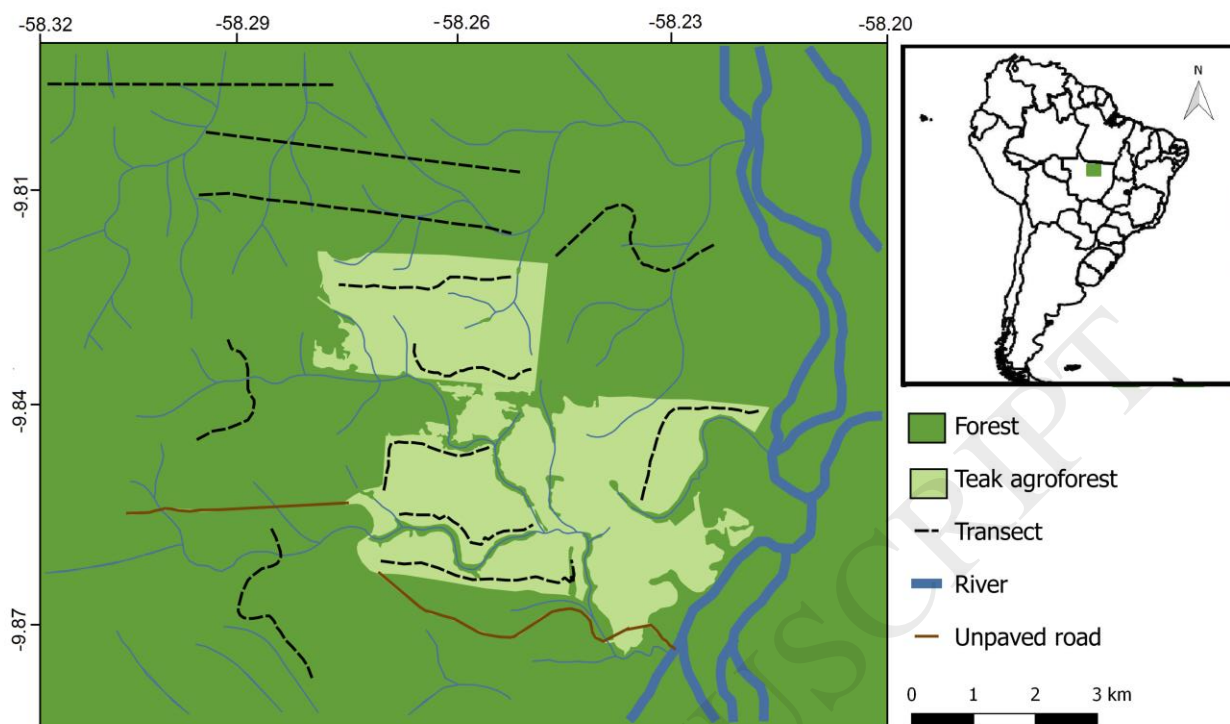 -58.32 -58.29 -58.26 -58.23 -58.20
-9.81
-9.84
-9.87
N
Forest
Teak agroforest
Transect
River
Unpaved road
0 1 2 3 km
USCRIPT